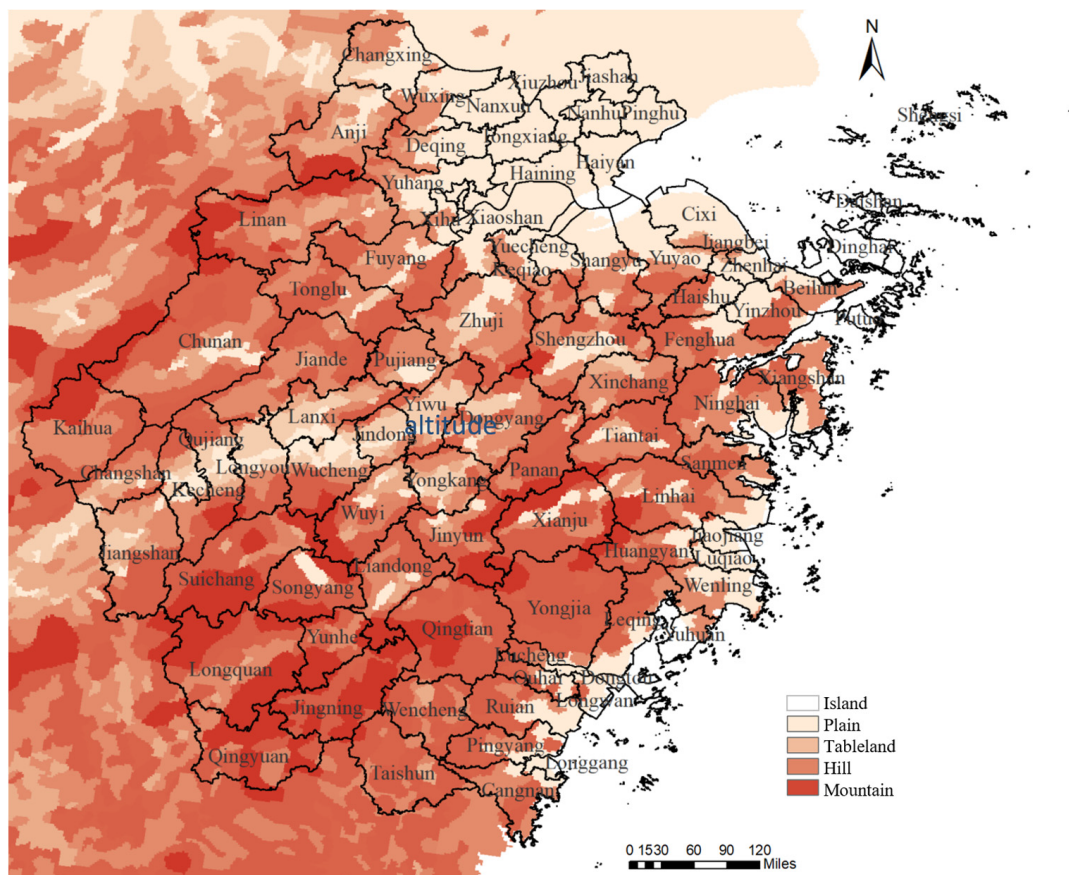 N
Changxing
Jiashan
Xiuzhou
Shengsi
Wuxing
Nanxun
Nanhu
Pinghu
Anji
Tongxiang
Deqing
Haiyan
Haining
Yuhang
Daishan
Linan
Xihu
Xiaoshan
Cixi
Jiangbei
Dinghai
Yuecheng
Fuyang
Keqiao
Shangyu
Yuyao
Zhenhai
Tonglu
Haishu
Beilun
Yinzhou
Putuo
Zhuji
Chunan
Shengzhou
Fenghua
Jiande
Pujiang
Xinchang
Xiangshan
Yiwu
Ninghai
Lanxi
Dongyang
altitude
Kaihua
Qujiang
Jindong
Tiantai
Changshan
Longyou
Wucheng
Panan
Sanmen
Kecheng
Yongkang
Linhai
Wuyi
Xianju
Jinyun
Jiaojiang
Jiangshan
Huangyan
Luqiao
Liandong
Suichang
Songyang
Wenling
Yongjia
Leqing
Yuhuan
Yunhe
Qingtian
Lucheng
Longquan
Ouhai
Dongtou
Jingning
Wencheng
Ruian
Longwan
Pingyang
Qingyuan
Taishun
Longgang
Cangnan
Island
Plain
Tableland
Hill
Mountain
0 15 30 60 90 120
Miles